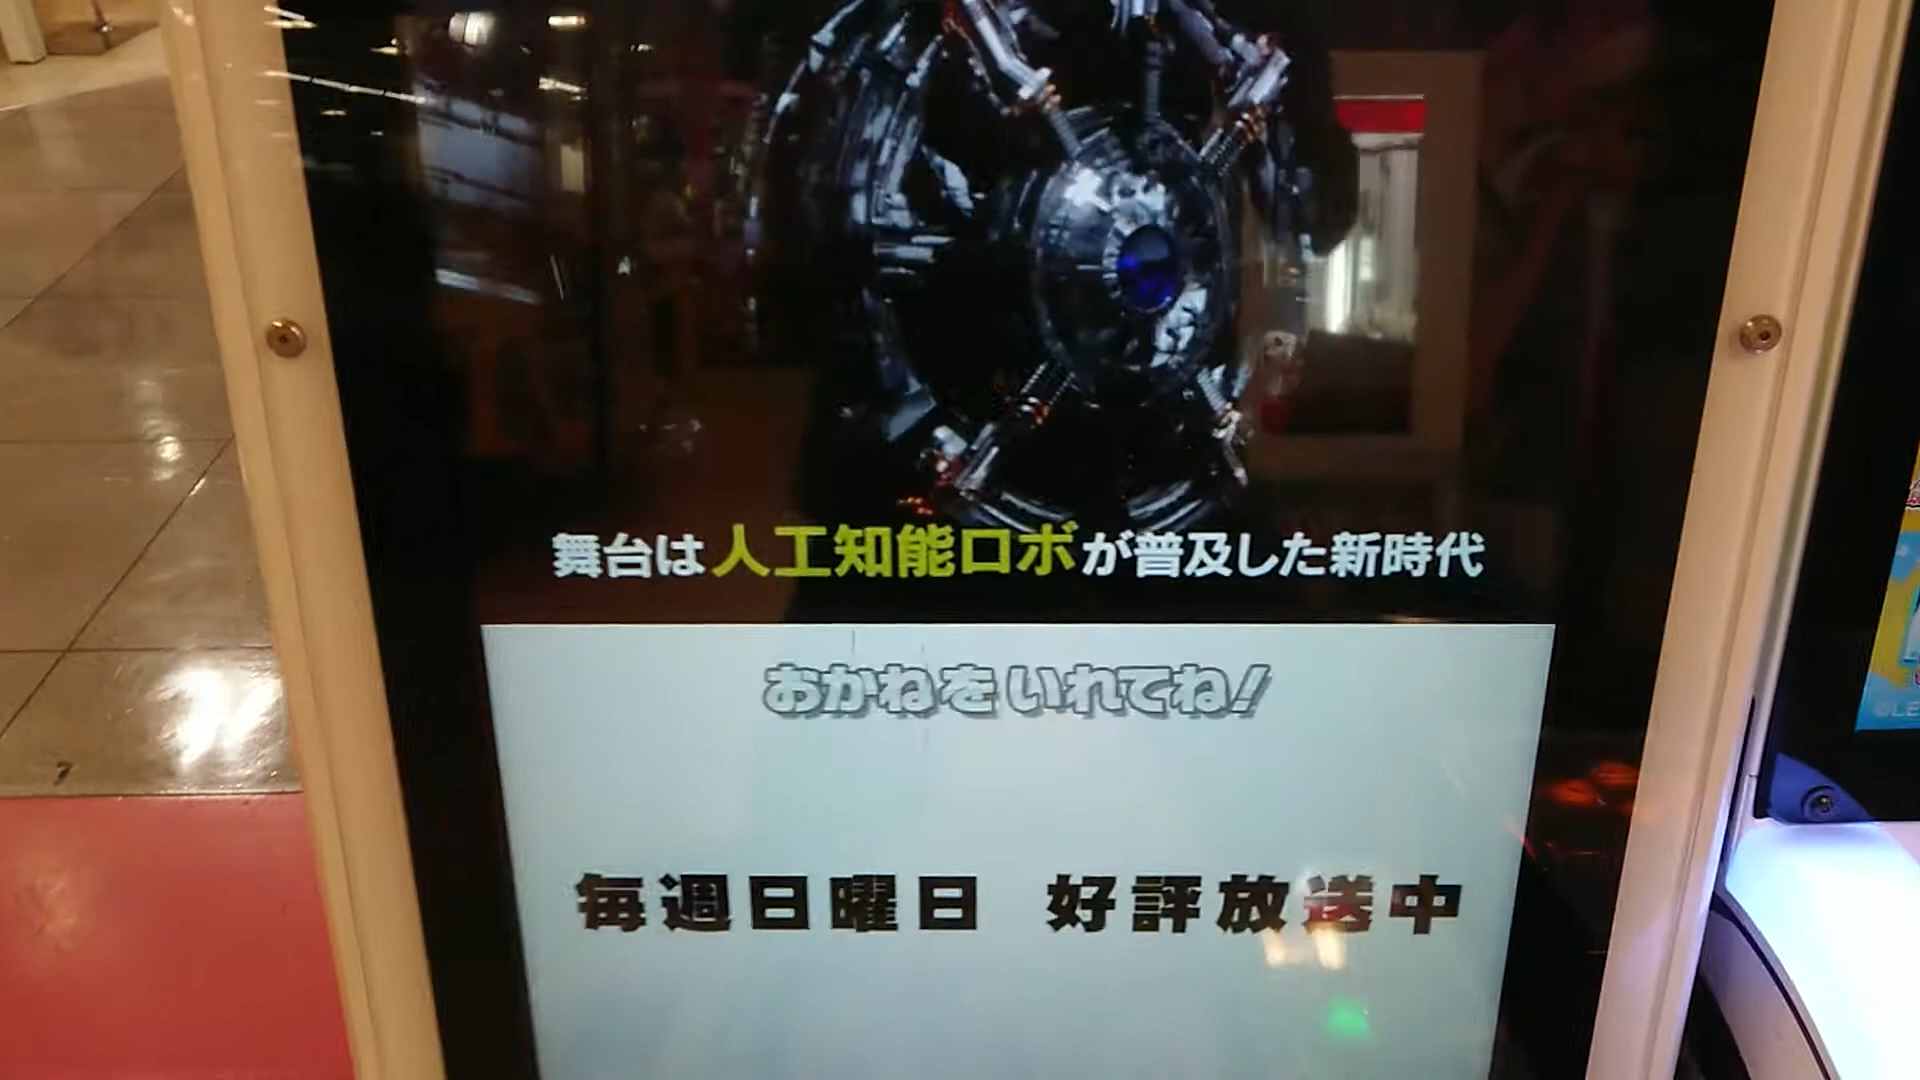 舞台は人工知能ロボが普及した新時代
おかねをいれてね!
毎週日曜日 好評放送中